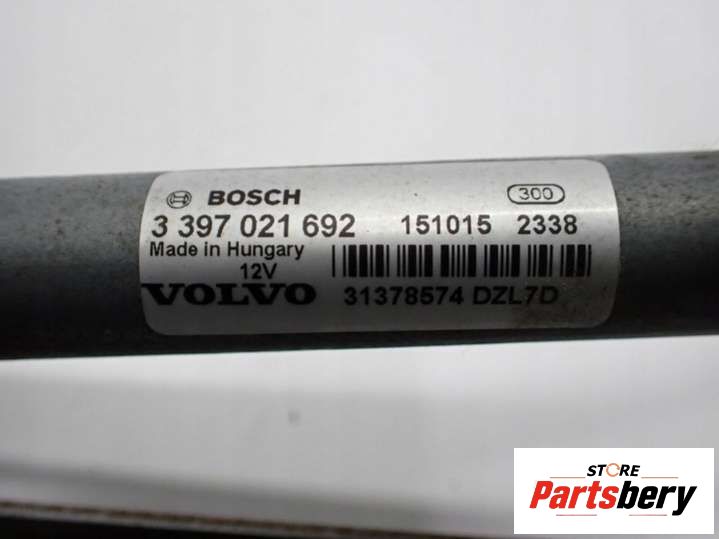 BOSCH
300
3 397 021 692 151015 2338
Made in Hungary
12V
VOLVO 31378574 DZL7D
STORE
Partsbery